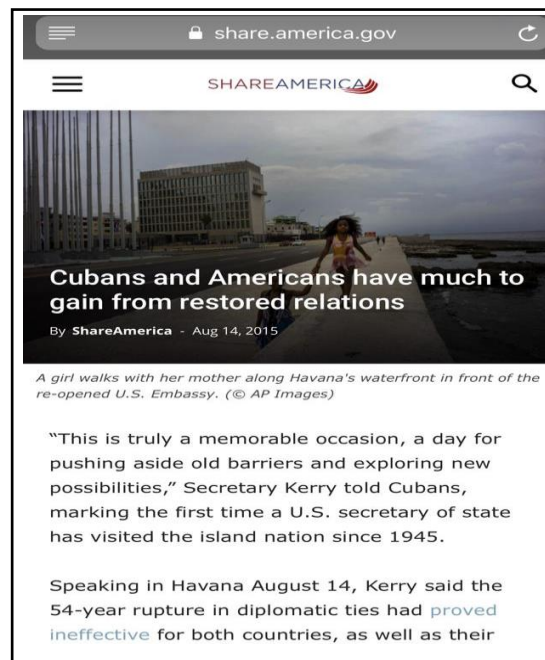 share.america.gov
SHAREAMERICA
Cubans and Americans have much to
gain from restored relations
By ShareAmerica - Aug 14, 2015
A girl walks with her mother along Havana's waterfront in front of the
re-opened U.S. Embassy. (© AP Images)
“This is truly a memorable occasion, a day for
pushing aside old barriers and exploring new
possibilities,” Secretary Kerry told Cubans,
marking the first time a U.S. secretary of state
has visited the island nation since 1945.
Speaking in Havana August 14, Kerry said the
54-year rupture in diplomatic ties had proved
ineffective for both countries, as well as their